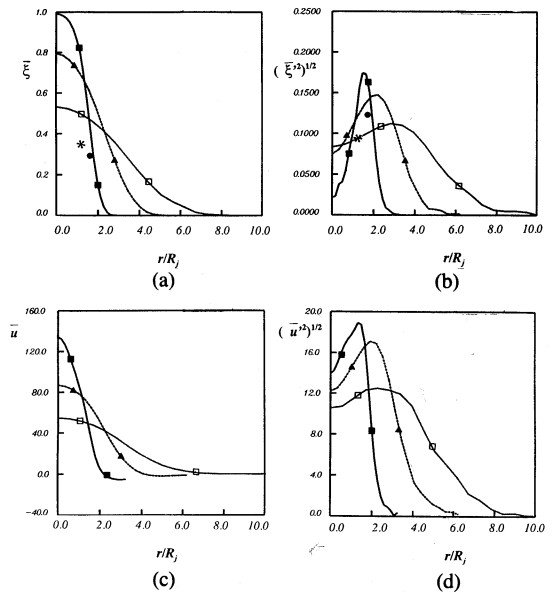 1.0
0.8
ξ̄
0.6
0.4
*
0.2
0.0
0.0 2.0 4.0 6.0 8.0 10.0
r/Rj
(a)
0.2500
0.2000
( ξ̄'²)1/2
0.1500
0.1000
*
0.0500
0.0000
0.0 2.0 4.0 6.0 8.0 10.0
r/Rj
(b)
160.0
ū
120.0
80.0
40.0
0.0
−40.0
0.0 2.0 4.0 6.0 8.0 10.0
r/Rj
(c)
20.0
( ū'²)1/2
16.0
12.0
8.0
4.0
0.0
0.0 2.0 4.0 6.0 8.0 10.0
r/Rj
(d)